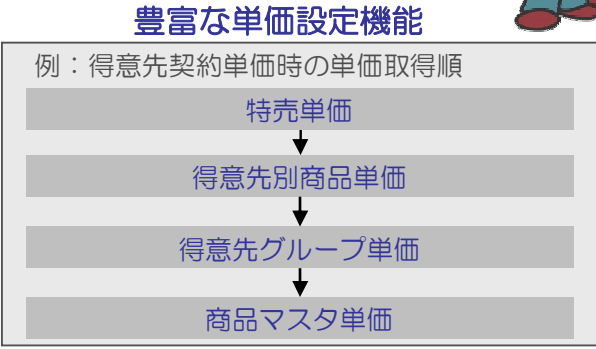 豊富な単価設定機能
例：得意先契約単価時の単価取得順
特売単価
得意先別商品単価
得意先グループ単価
商品マスタ単価